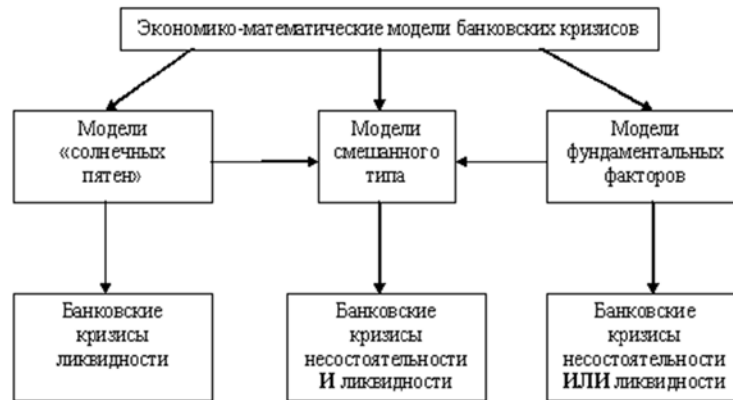 Экономико-математические модели банковских кризисов
Модели
«солнечных
пятен»
Модели
смешанного
типа
Модели
фундаментальных
факторов
Банковские
кризисы
ликвидности
Банковские
кризисы
несостоятельности
И ликвидности
Банковские
кризисы
несостоятельности
ИЛИ ликвидности